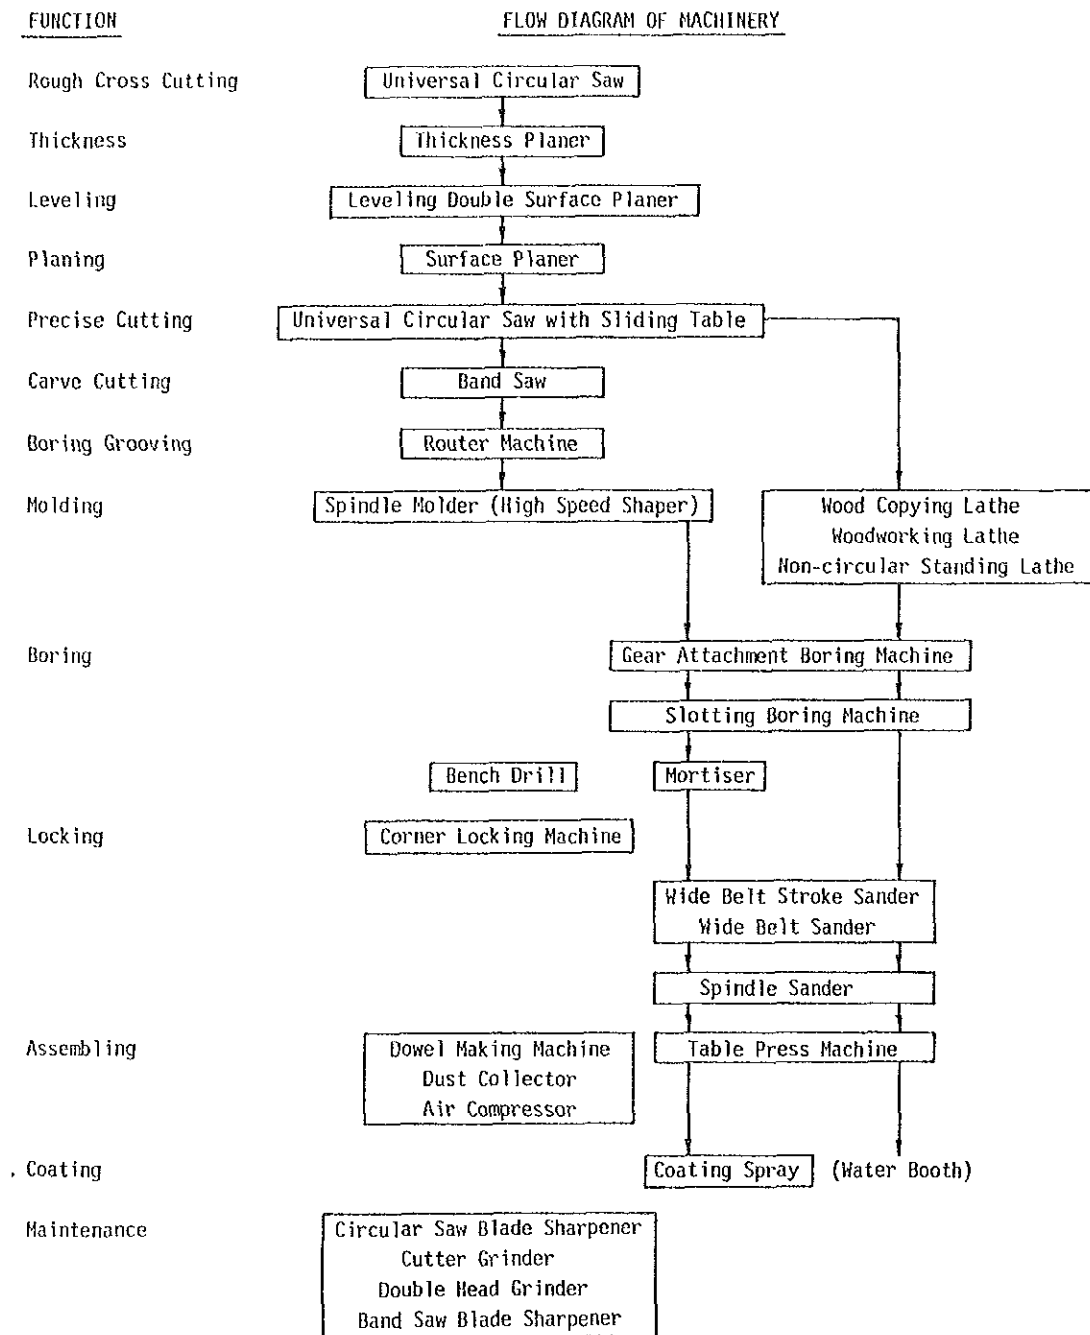 FUNCTION FLOW DIAGRAM OF MACHINERY
Rough Cross Cutting Universal Circular Saw
Thickness Thickness Planer
Leveling Leveling Double Surface Planer
Planing Surface Planer
Precise Cutting Universal Circular Saw with Sliding Table
Carve Cutting Band Saw
Boring Grooving Router Machine
Molding Spindle Molder (High Speed Shaper) Wood Copying Lathe
Woodworking Lathe
Non-circular Standing Lathe
Boring Gear Attachment Boring Machine
Slotting Boring Machine
Bench Drill Mortiser
Locking Corner Locking Machine
Wide Belt Stroke Sander
Wide Belt Sander
Spindle Sander
Assembling Dowel Making Machine Table Press Machine
Dust Collector
Air Compressor
Coating Coating Spray (Water Booth)
Maintenance Circular Saw Blade Sharpener
Cutter Grinder
Double Head Grinder
Band Saw Blade Sharpener